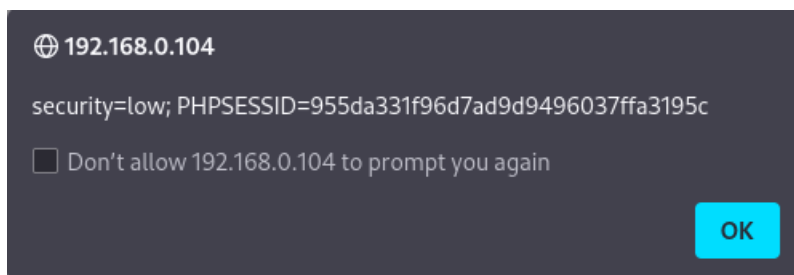 192.168.0.104
security=low; PHPSESSID=955da331f96d7ad9d9496037ffa3195c
Don’t allow 192.168.0.104 to prompt you again
OK